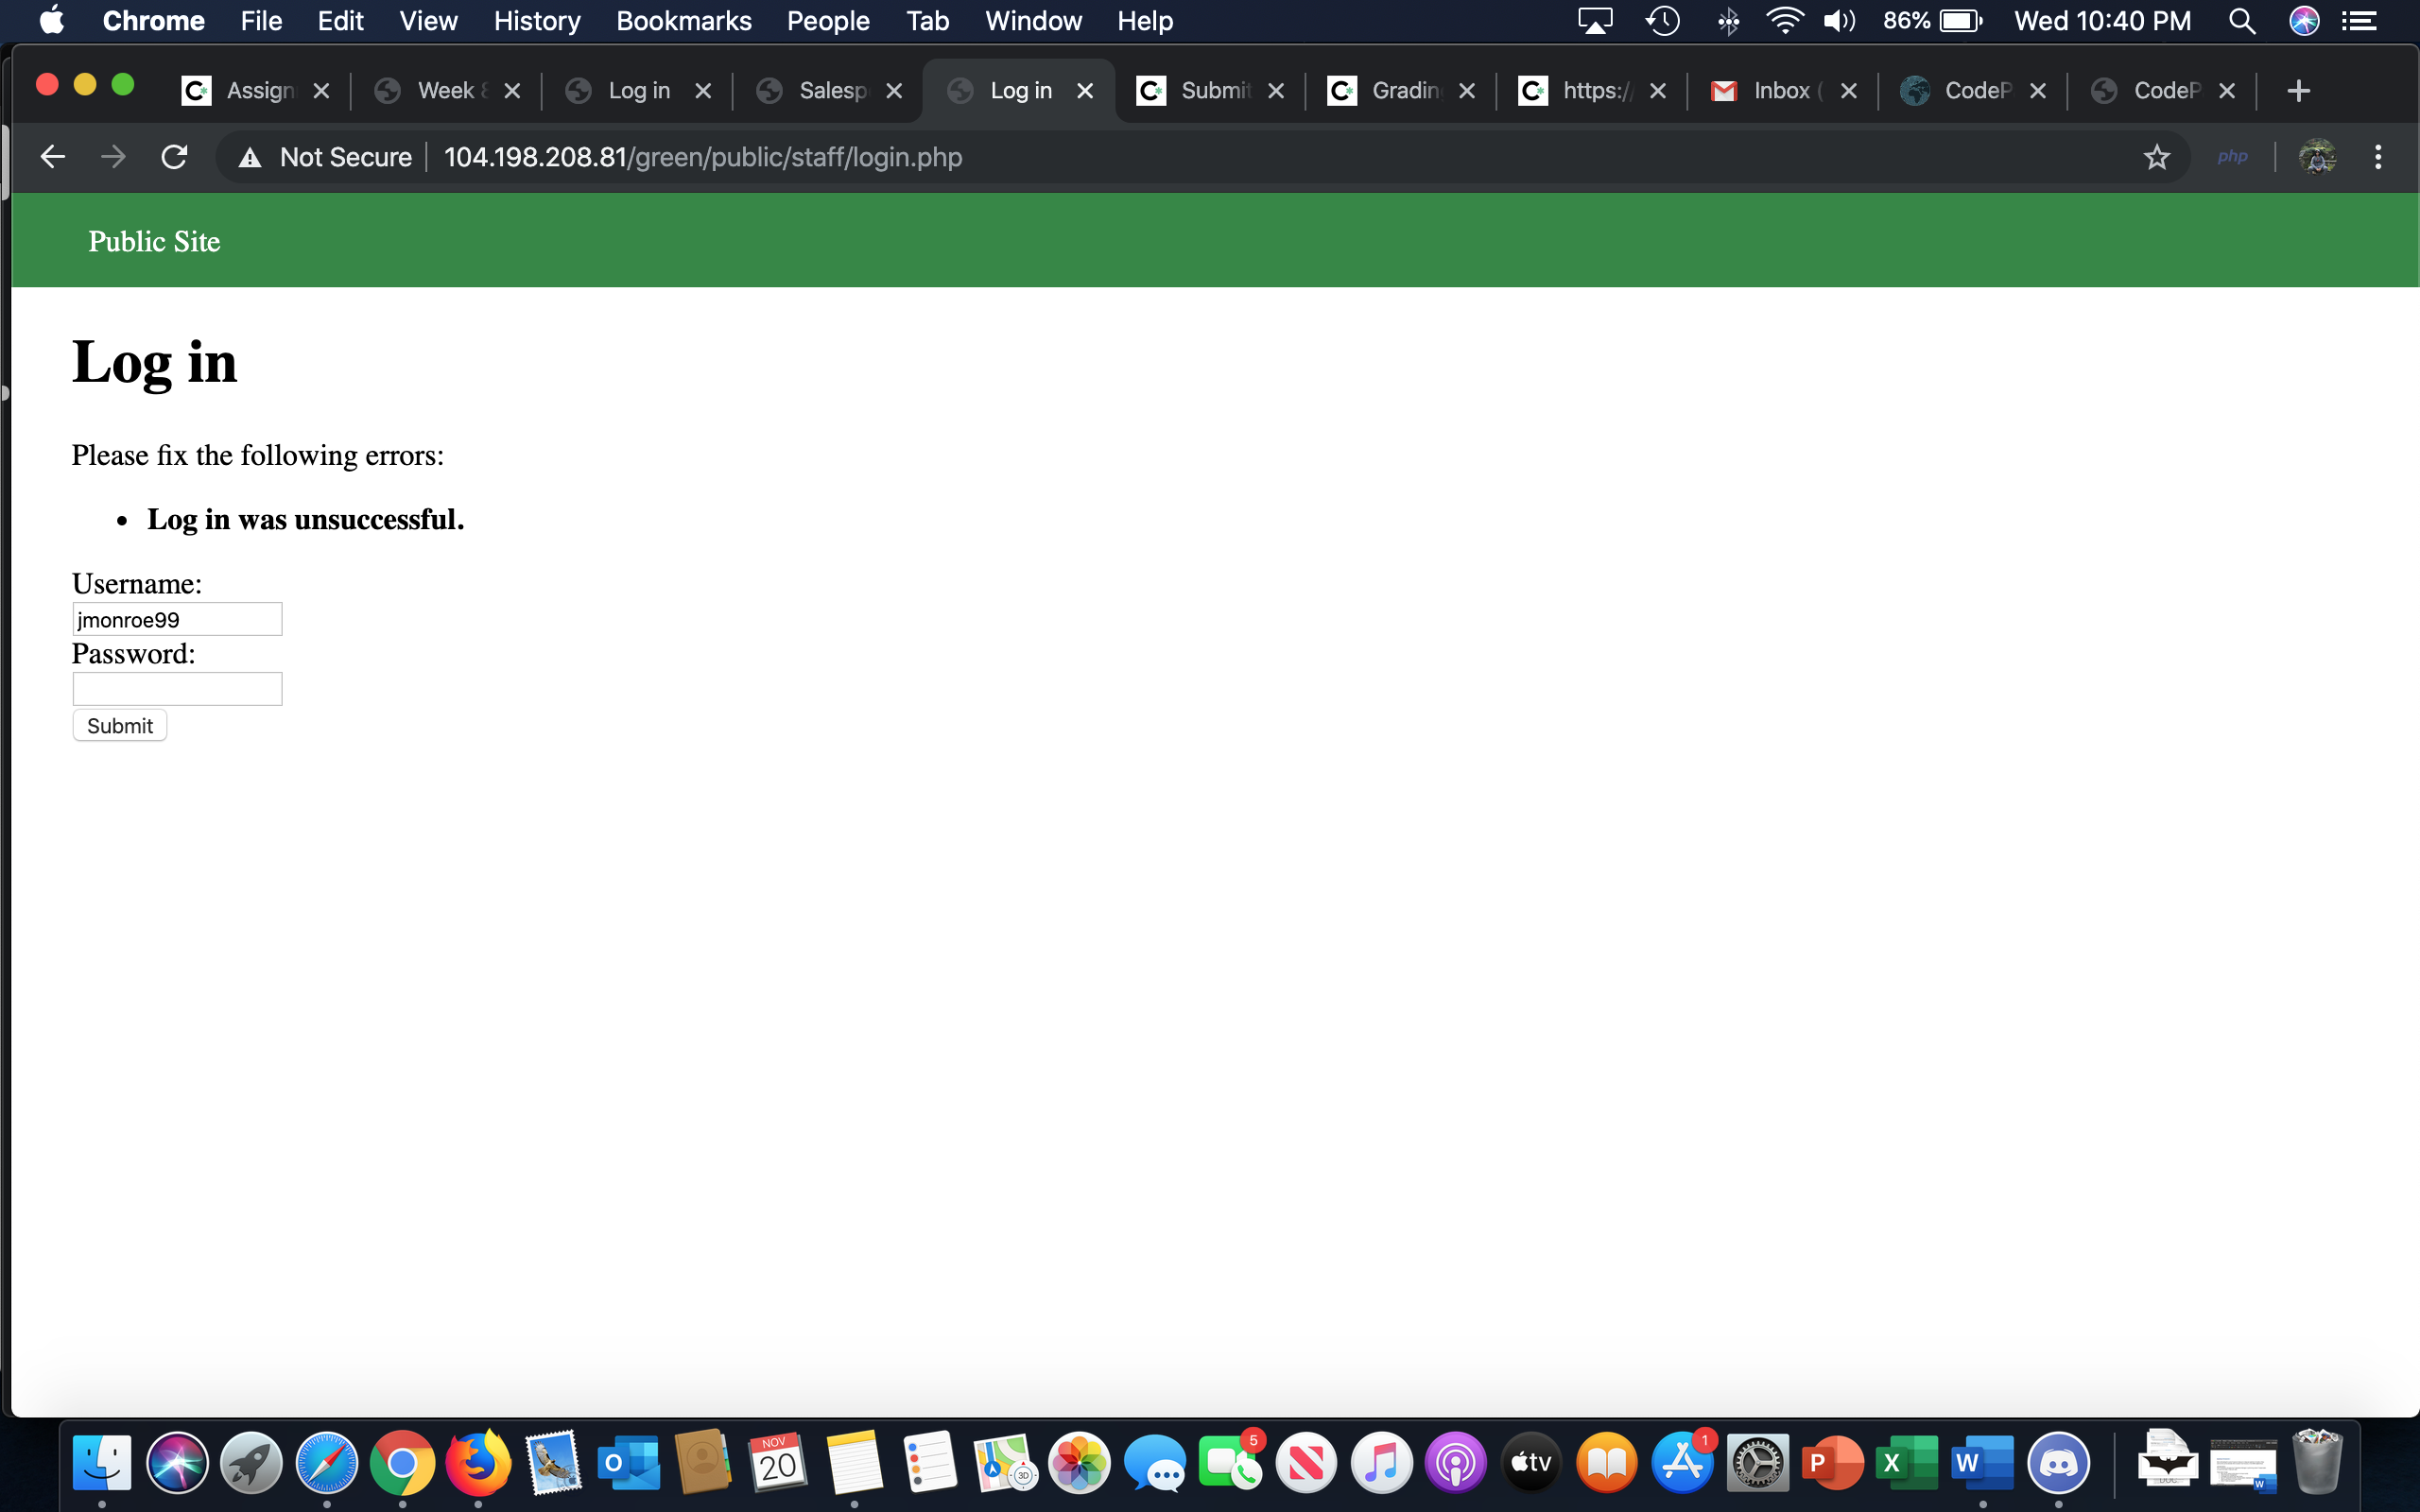 Chrome File Edit View History Bookmarks People Tab Window Help 86% Wed 10:40 PM
Assign Week 8 Log in Salesp Log in Submit Grading https:// Inbox ( CodeP CodeP
Not Secure 104.198.208.81/green/public/staff/login.php php
Public Site
Log in
Please fix the following errors:
• Log in was unsuccessful.
Username:
jmonroe99
Password:
Submit
NOV
20
3D
5
tv
1
O
P
X
W
W